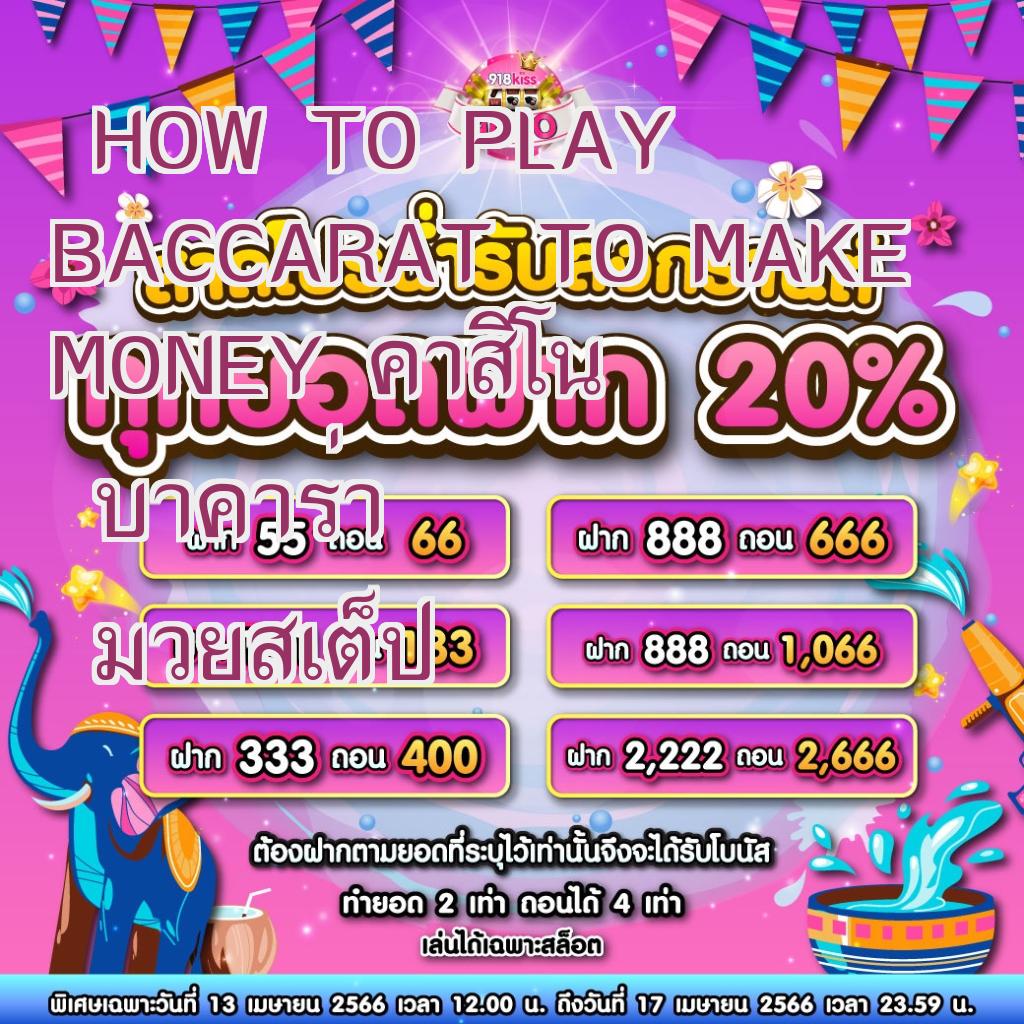 918kiss
HOW TO PLAY
BACCARAT TO MAKE
MONEY คาสิโน
20%
บาคาร่า
55 ถอน 66
ฝาก 888 ถอน 666
มวยสเต็ป
ฝาก 888 ถอน 1,066
ฝาก 333 ถอน 400
ฝาก 2,222 ถอน 2,666
ต้องฝากตามยอดที่ระบุไว้เท่านั้นจึงจะได้รับโบนัส
ทำยอด 2 เท่า ถอนได้ 4 เท่า
เล่นได้เฉพาะสล็อต
พิเศษเฉพาะวันที่ 13 เมษายน 2566 เวลา 12.00 น. ถึงวันที่ 17 เมษายน 2566 เวลา 23.59 น.